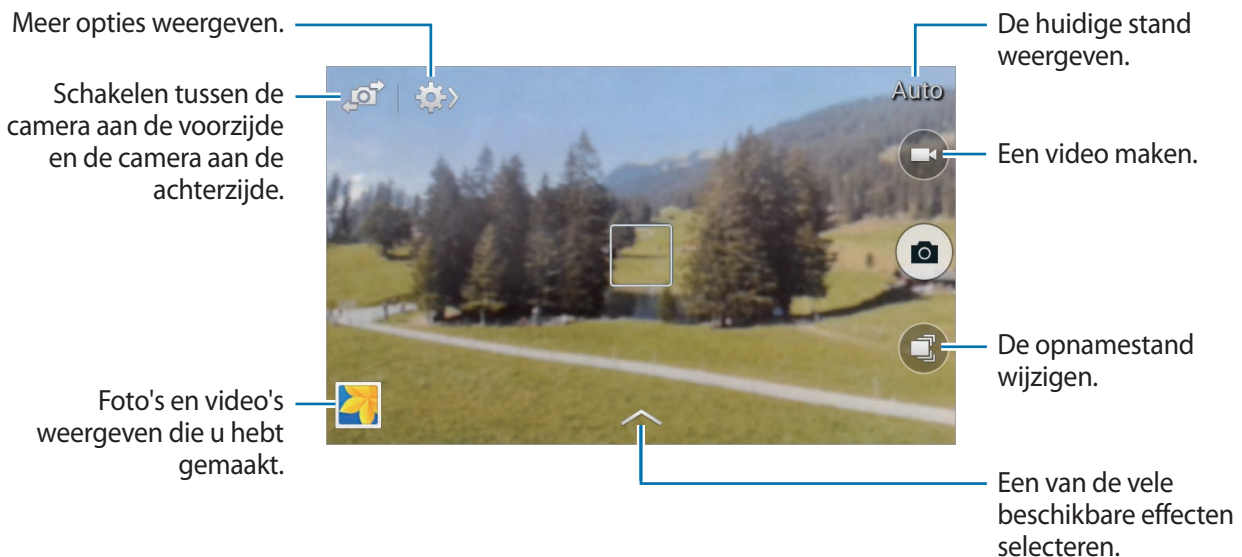 Meer opties weergeven.
Schakelen tussen de
camera aan de voorzijde
en de camera aan de
achterzijde.
Foto's en video's
weergeven die u hebt
gemaakt.
Auto
De huidige stand
weergeven.
Een video maken.
De opnamestand
wijzigen.
Een van de vele
beschikbare effecten
selecteren.